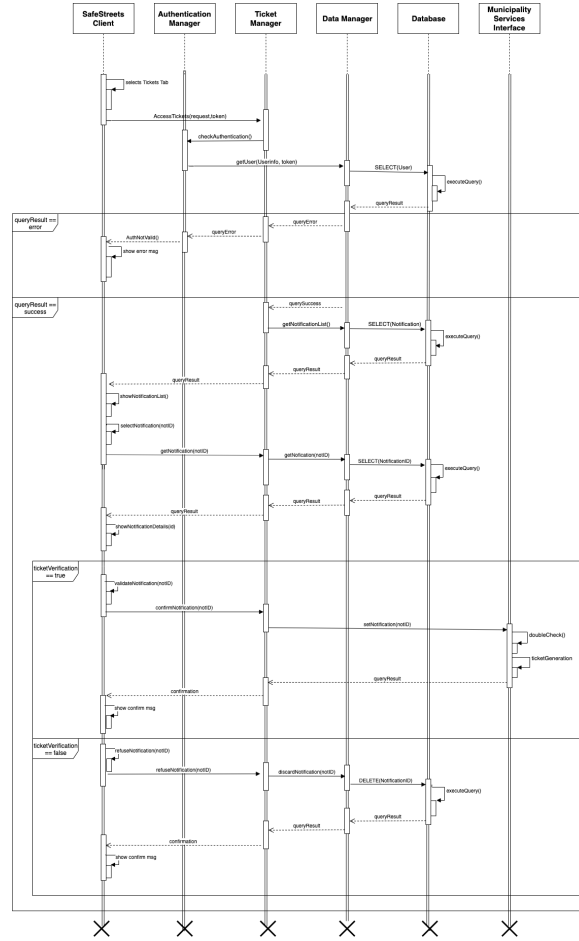 SafeStreets
Client
Authentication
Manager
Ticket
Manager
Data Manager
Database
Municipality
Services
Interface
selects Tickets Tab
AccessTickets(request,token)
checkAuthentication()
getUser(UserInfo, token)
SELECT(User)
executeQuery()
queryResult
queryResult ==
error
queryError
queryError
AuthNotValid()
show error msg
queryResult ==
success
querySuccess
getNotificationList()
SELECT(Notification)
executeQuery()
queryResult
queryResult
queryResult
showNotificationList()
selectNotification(notID)
getNotification(notID)
getNotification(notID)
SELECT(NotificationID)
executeQuery()
queryResult
queryResult
queryResult
showNotificationDetails(id)
ticketVerification
== true
validateNotification(notID)
confirmNotification(notID)
setNotification(notID)
doubleCheck()
ticketGeneration
queryResult
confirmation
show confirm msg
ticketVerification
== false
refuseNotification(notID)
refuseNotification(notID)
discardNotification(notID)
DELETE(NotificationID)
executeQuery()
queryResult
queryResult
confirmation
show confirm msg